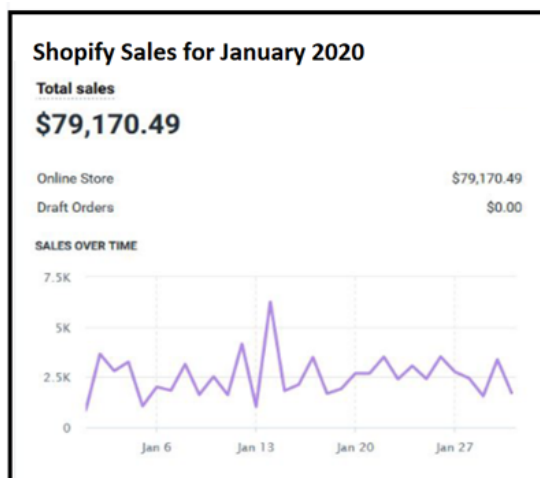 Shopify Sales for January 2020
Total sales
$79,170.49
Online Store $79,170.49
Draft Orders $0.00
SALES OVER TIME
7.5K
5K
2.5K
0
Jan 6 Jan 13 Jan 20 Jan 27